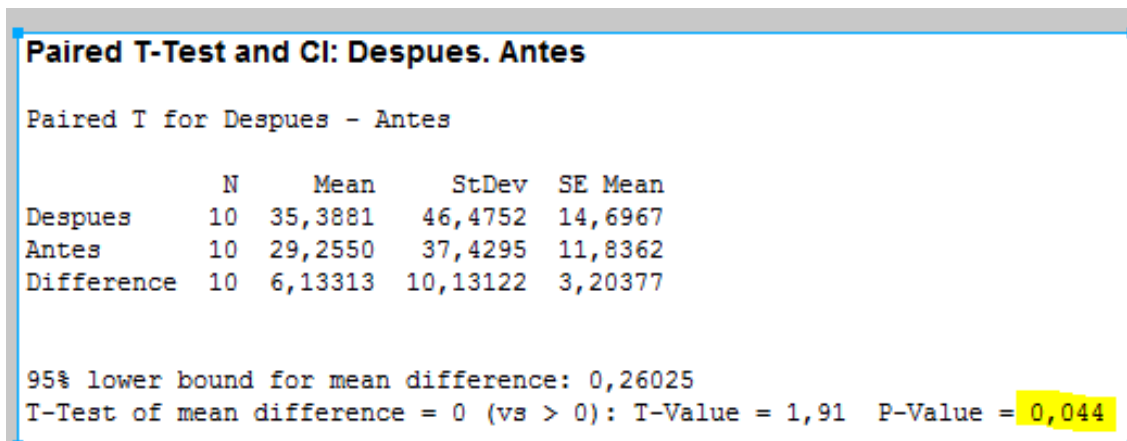 Paired T-Test and CI: Despues. Antes
Paired T for Despues - Antes
N Mean StDev SE Mean
Despues 10 35,3881 46,4752 14,6967
Antes 10 29,2550 37,4295 11,8362
Difference 10 6,13313 10,13122 3,20377
95% lower bound for mean difference: 0,26025
T-Test of mean difference = 0 (vs > 0): T-Value = 1,91 P-Value = 0,044